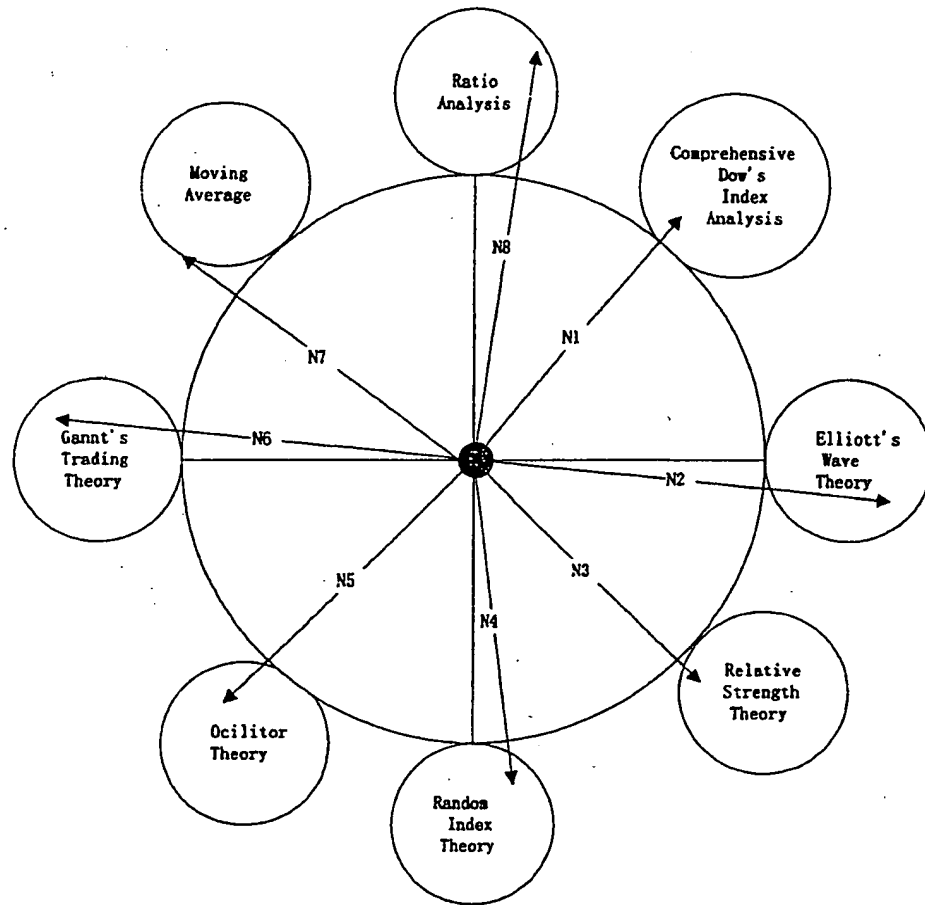 Ratio
Analysis
Comprehensive
Dow's
Index
Analysis
Moving
Average
N8
N1
N7
Gannt's
Trading
Theory
N6
N2
Elliott's
Wave
Theory
N5
N3
N4
Relative
Strength
Theory
Ocilitor
Theory
Random
Index
Theory